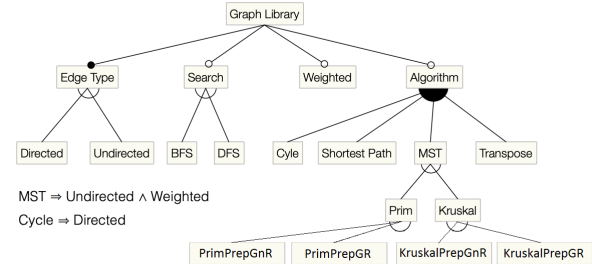 Graph Library
Edge Type Search Weighted Algorithm
Directed Undirected BFS DFS Cyle Shortest Path MST Transpose
MST ⇒ Undirected ∧ Weighted
Cycle ⇒ Directed
Prim Kruskal
PrimPrepGnR PrimPrepGR KruskalPrepGnR KruskalPrepGR